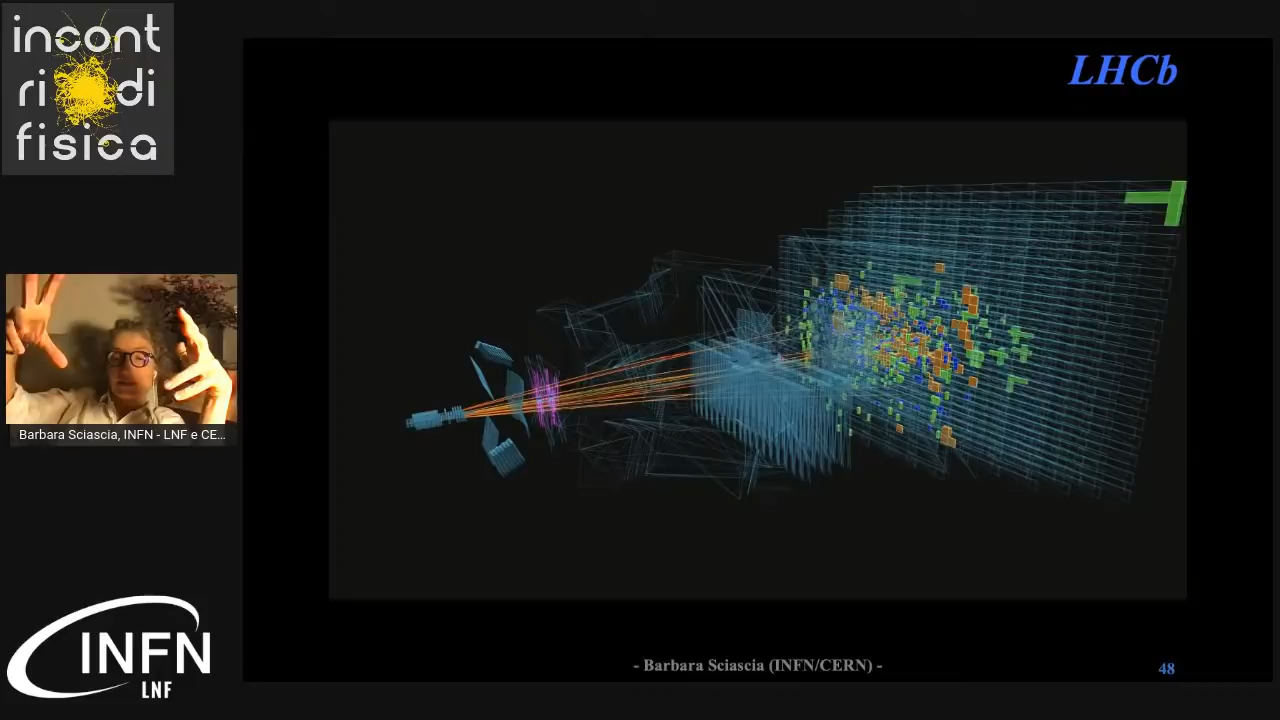 incont
ri di
fisica
LHCb
Barbara Sciascia, INFN - LNF e CE...
INFN
LNF
- Barbara Sciascia (INFN/CERN) -
48